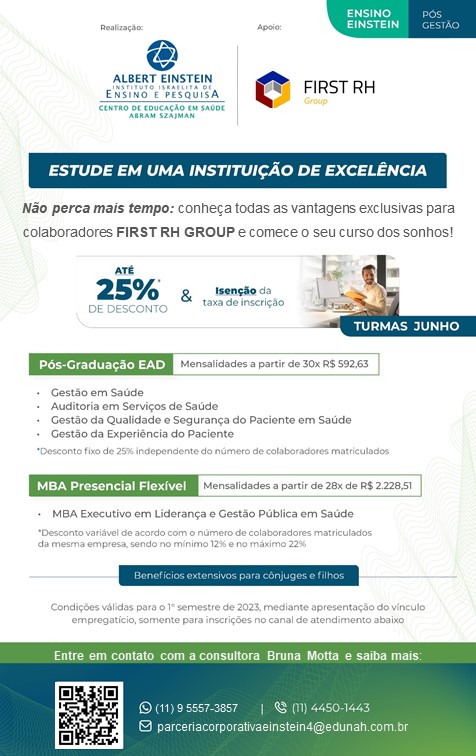 ENSINO
EINSTEIN
PÓS
GESTÃO
Realização:
Apoio:
ALBERT EINSTEIN
INSTITUTO ISRAELITA DE
ENSINO E PESQUISA
CENTRO DE EDUCAÇÃO EM SAÚDE
ABRAM SZAJMAN
FIRST RH
Group
ESTUDE EM UMA INSTITUIÇÃO DE EXCELÊNCIA
Não perca mais tempo: conheça todas as vantagens exclusivas para
colaboradores FIRST RH GROUP e comece o seu curso dos sonhos!
ATÉ
25%*
DE DESCONTO
&
Isenção da
taxa de inscrição
TURMAS JUNHO
Pós-Graduação EAD Mensalidades a partir de 30x R$ 592,63
• Gestão em Saúde
• Auditoria em Serviços de Saúde
• Gestão da Qualidade e Segurança do Paciente em Saúde
• Gestão da Experiência do Paciente
*Desconto fixo de 25% independente do número de colaboradores matriculados
MBA Presencial Flexível Mensalidades a partir de 28x de R$ 2.228,51
• MBA Executivo em Liderança e Gestão Pública em Saúde
*Desconto variável de acordo com o número de colaboradores matriculados
da mesma empresa, sendo no mínimo 12% e no máximo 22%
Benefícios extensivos para cônjuges e filhos
Condições válidas para o 1° semestre de 2023, mediante apresentação do vínculo
empregatício, somente para inscrições no canal de atendimento abaixo
Entre em contato com a consultora Bruna Motta e saiba mais:
(11) 9 5557-3857 | (11) 4450-1443
parceriacorporativaeinstein4@edunah.com.br